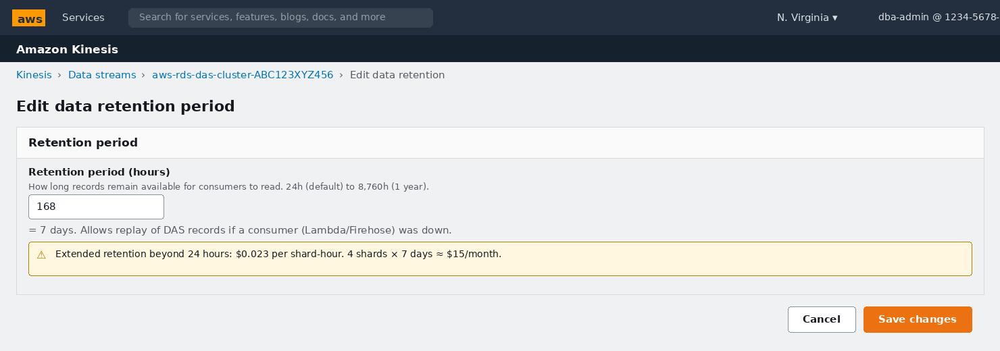 aws Services Search for services, features, blogs, docs, and more N. Virginia ▾ dba-admin @ 1234-5678-
Amazon Kinesis
Kinesis › Data streams › aws-rds-das-cluster-ABC123XYZ456 › Edit data retention
Edit data retention period
Retention period
Retention period (hours)
How long records remain available for consumers to read. 24h (default) to 8,760h (1 year).
168
= 7 days. Allows replay of DAS records if a consumer (Lambda/Firehose) was down.
⚠ Extended retention beyond 24 hours: $0.023 per shard-hour. 4 shards × 7 days ≈ $15/month.
Cancel Save changes